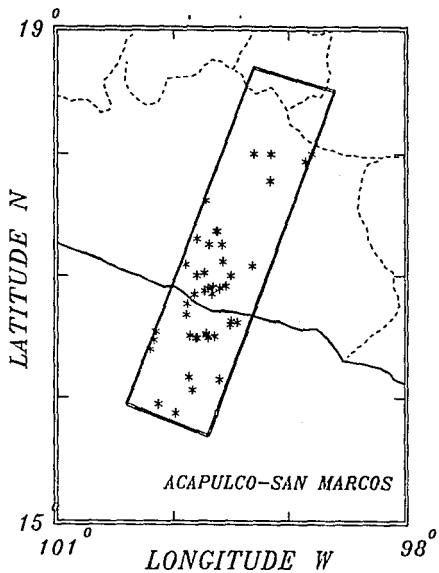 19°
LATITUDE N
ACAPULCO-SAN MARCOS
15
101° 98°
LONGITUDE W